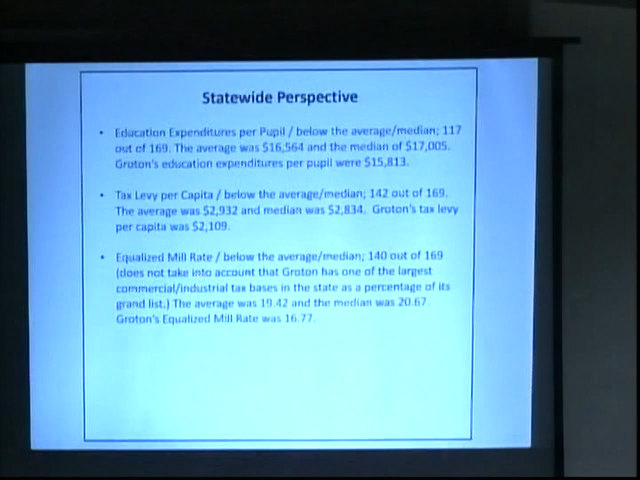 Statewide Perspective
• Education Expenditures per Pupil / below the average/median; 117
out of 169. The average was $16,564 and the median of $17,005.
Groton's education expenditures per pupil were $15,813.
• Tax Levy per Capita / below the average/median; 142 out of 169.
The average was $2,932 and median was $2,834. Groton's tax levy
per capita was $2,109.
• Equalized Mill Rate / below the average/median; 140 out of 169
(does not take into account that Groton has one of the largest
commercial/industrial tax bases in the state as a percentage of its
grand list.) The average was 19.42 and the median was 20.67.
Groton's Equalized Mill Rate was 16.77.